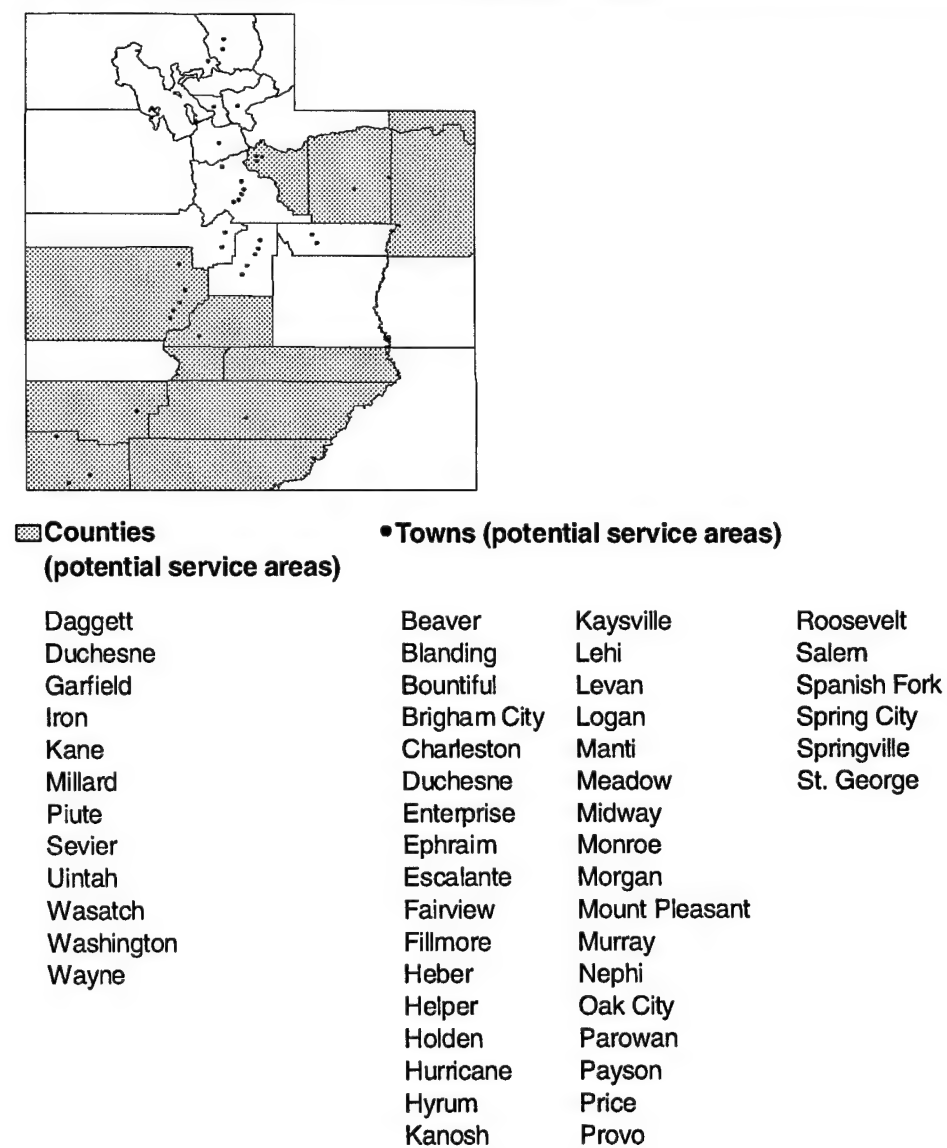 Counties
(potential service areas)
Daggett
Duchesne
Garfield
Iron
Kane
Millard
Piute
Sevier
Uintah
Wasatch
Washington
Wayne
•Towns (potential service areas)
Beaver
Blanding
Bountiful
Brigham City
Charleston
Duchesne
Enterprise
Ephraim
Escalante
Fairview
Fillmore
Heber
Helper
Holden
Hurricane
Hyrum
Kanosh
Kaysville
Lehi
Levan
Logan
Manti
Meadow
Midway
Monroe
Morgan
Mount Pleasant
Murray
Nephi
Oak City
Parowan
Payson
Price
Provo
Roosevelt
Salem
Spanish Fork
Spring City
Springville
St. George